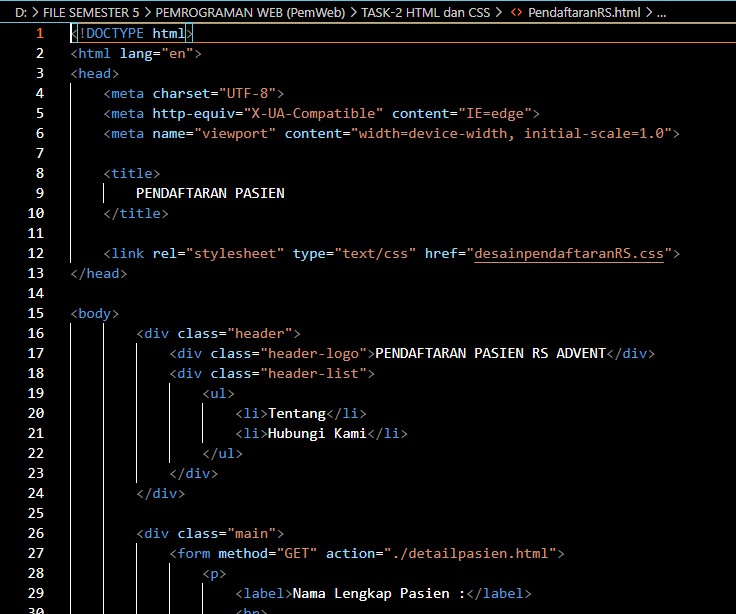 D: > FILE SEMESTER 5 > PEMROGRAMAN WEB (PemWeb) > TASK-2 HTML dan CSS > <> PendaftaranRS.html > ...
1 <!DOCTYPE html>
2 <html lang="en">
3 <head>
4 <meta charset="UTF-8">
5 <meta http-equiv="X-UA-Compatible" content="IE=edge">
6 <meta name="viewport" content="width=device-width, initial-scale=1.0">
7
8 <title>
9 PENDAFTARAN PASIEN
10 </title>
11
12 <link rel="stylesheet" type="text/css" href="desainpendaftaranRS.css">
13 </head>
14
15 <body>
16 <div class="header">
17 <div class="header-logo">PENDAFTARAN PASIEN RS ADVENT</div>
18 <div class="header-list">
19 <ul>
20 <li>Tentang</li>
21 <li>Hubungi Kami</li>
22 </ul>
23 </div>
24 </div>
25
26 <div class="main">
27 <form method="GET" action="./detailpasien.html">
28 <p>
29 <label>Nama Lengkap Pasien :</label>
30 <br>